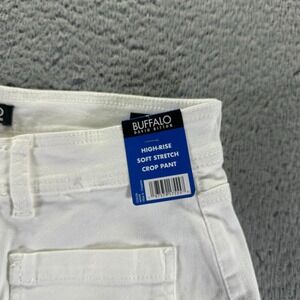 BUFFALO
DAVID BITTON
HIGH-RISE
SOFT STRETCH
CROP PANT